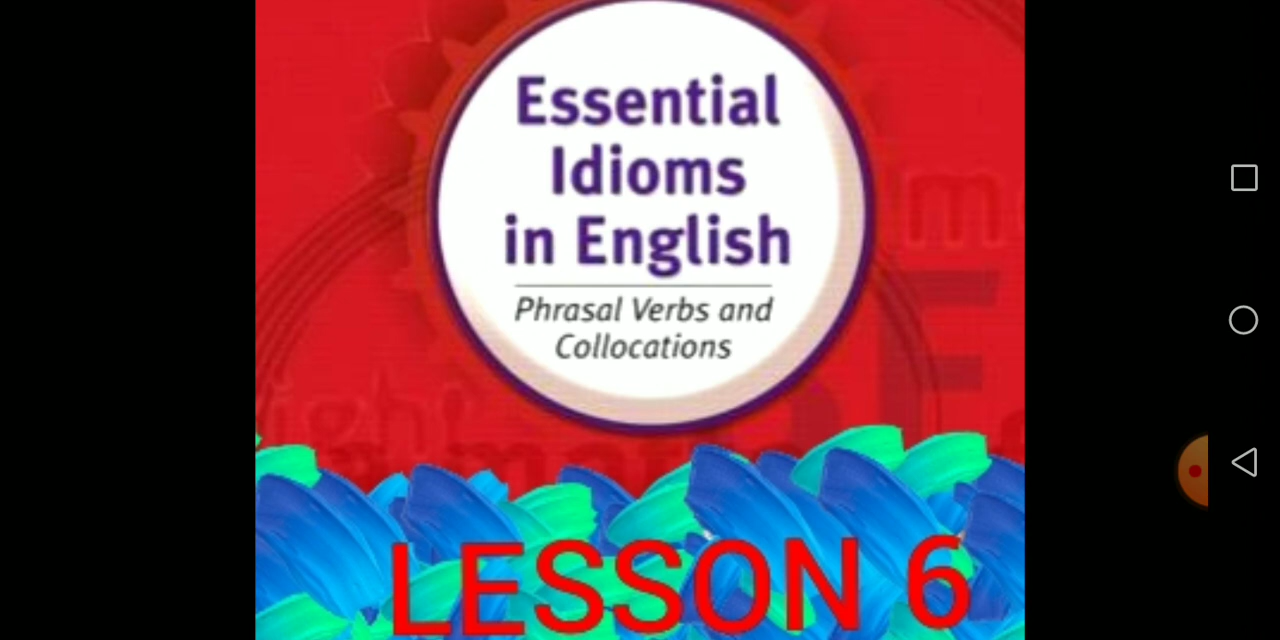 Essential
Idioms
in English
Phrasal Verbs and
Collocations
LESSON 6